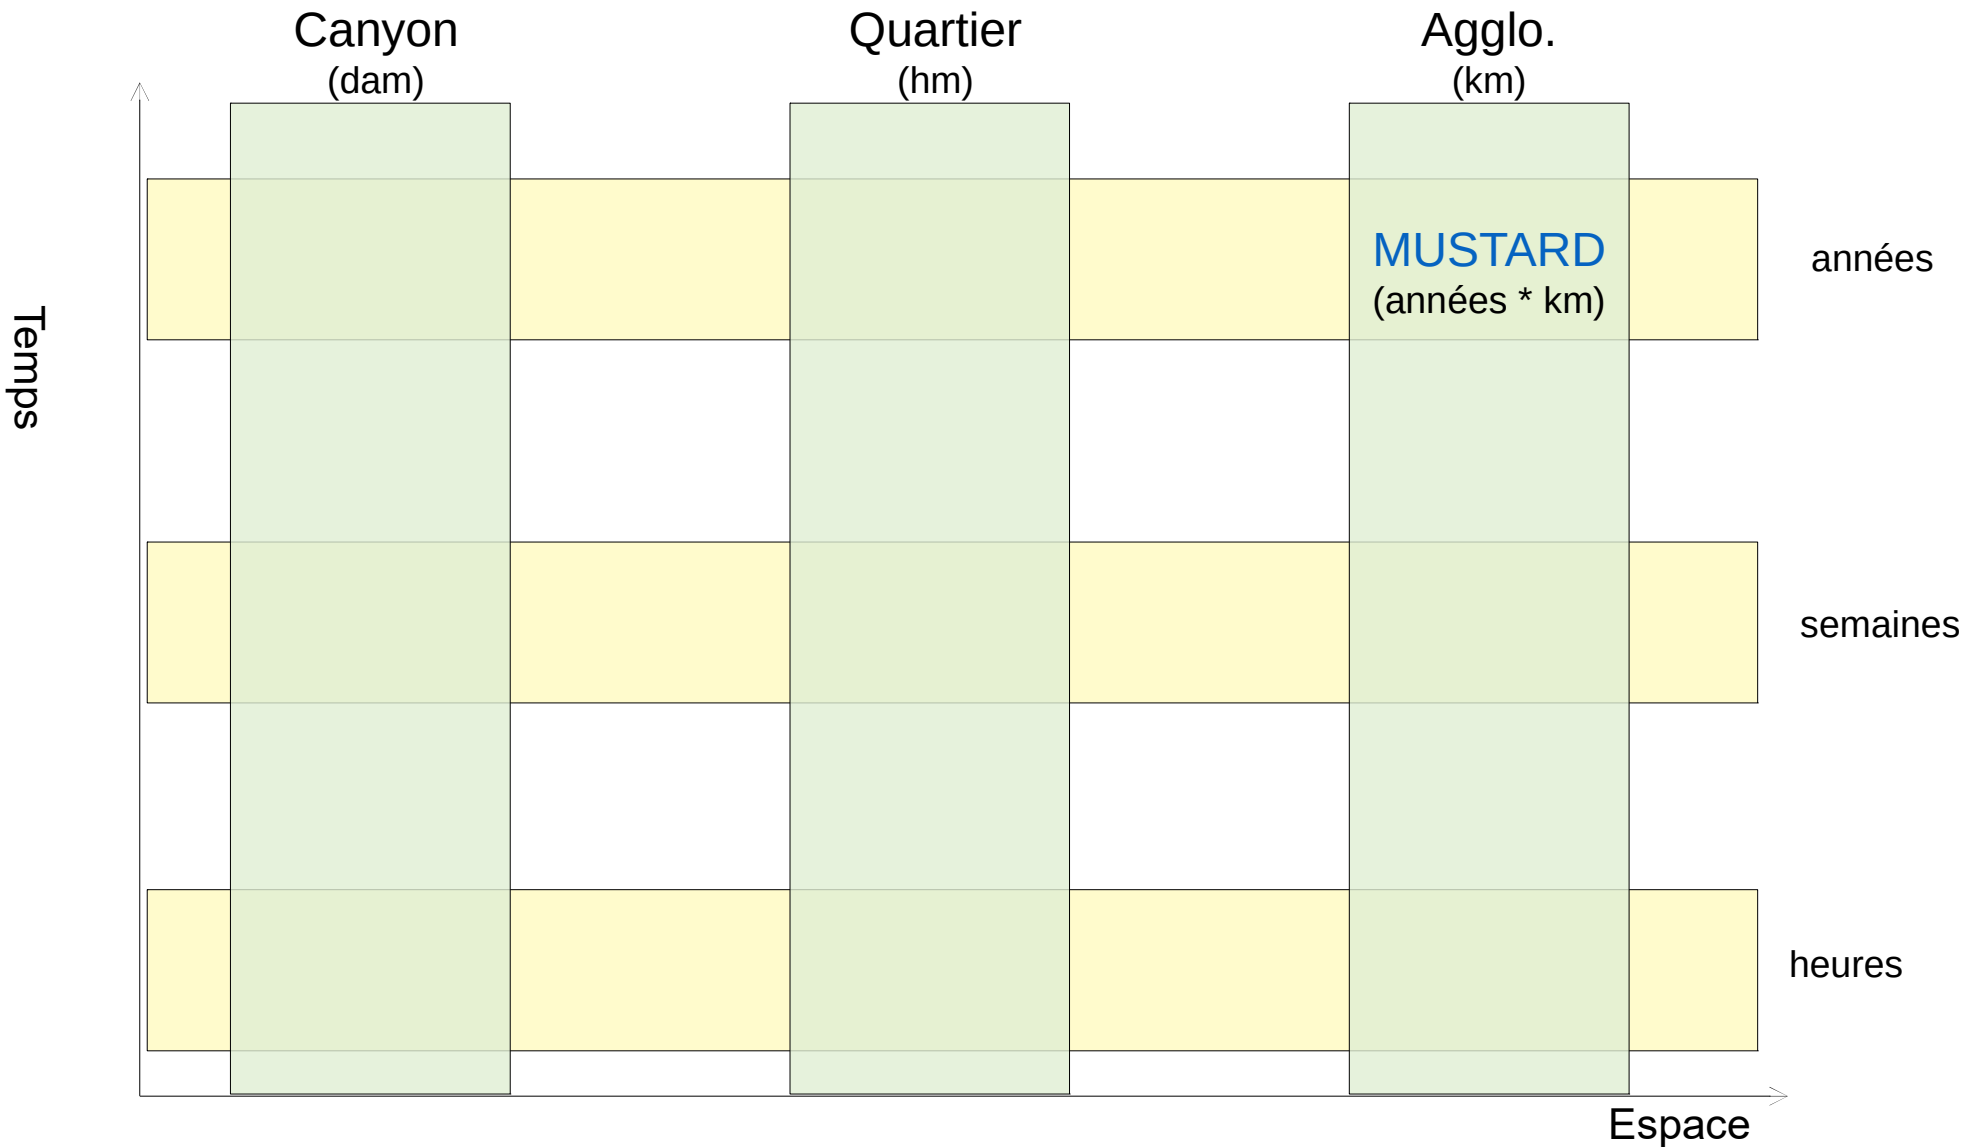 Canyon
(dam)
Quartier
(hm)
Agglo.
(km)
MUSTARD
(années * km)
années
Temps
semaines
heures
Espace